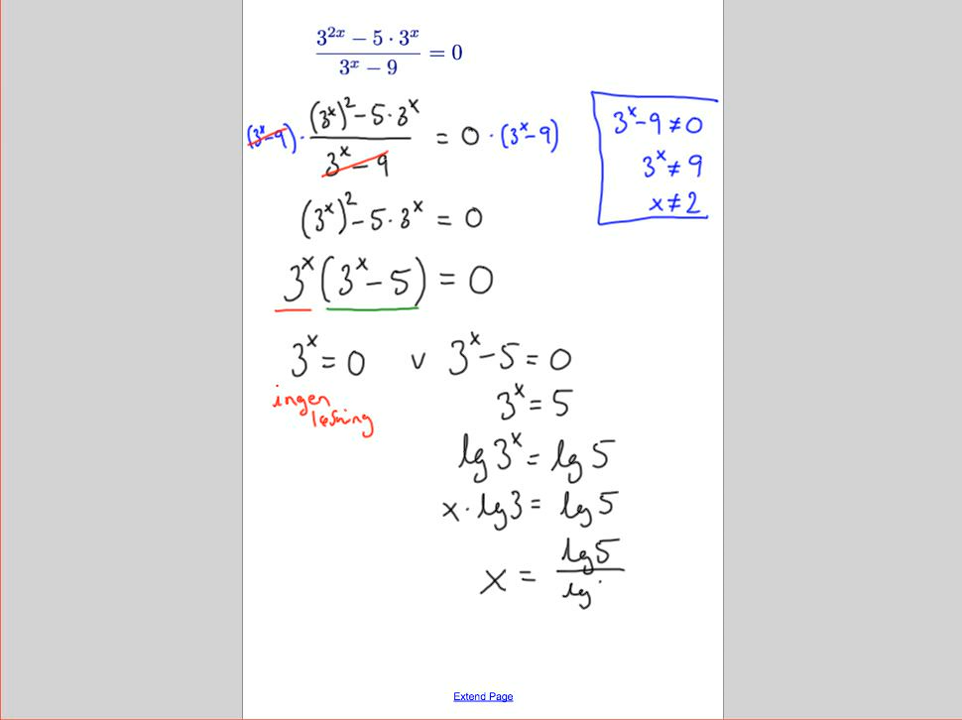 (3^{2x} − 5 · 3^x) / (3^x − 9) = 0
(3^x−9) · ((3^x)^2 − 5·3^x) / (3^x − 9) = 0 · (3^x−9)
3^x−9 ≠ 0
3^x ≠ 9
x ≠ 2
(3^x)^2 − 5·3^x = 0
3^x (3^x − 5) = 0
3^x = 0 v 3^x − 5 = 0
ingen
løsning
3^x = 5
lg 3^x = lg 5
x · lg 3 = lg 5
x = lg 5 / lg
Extend Page